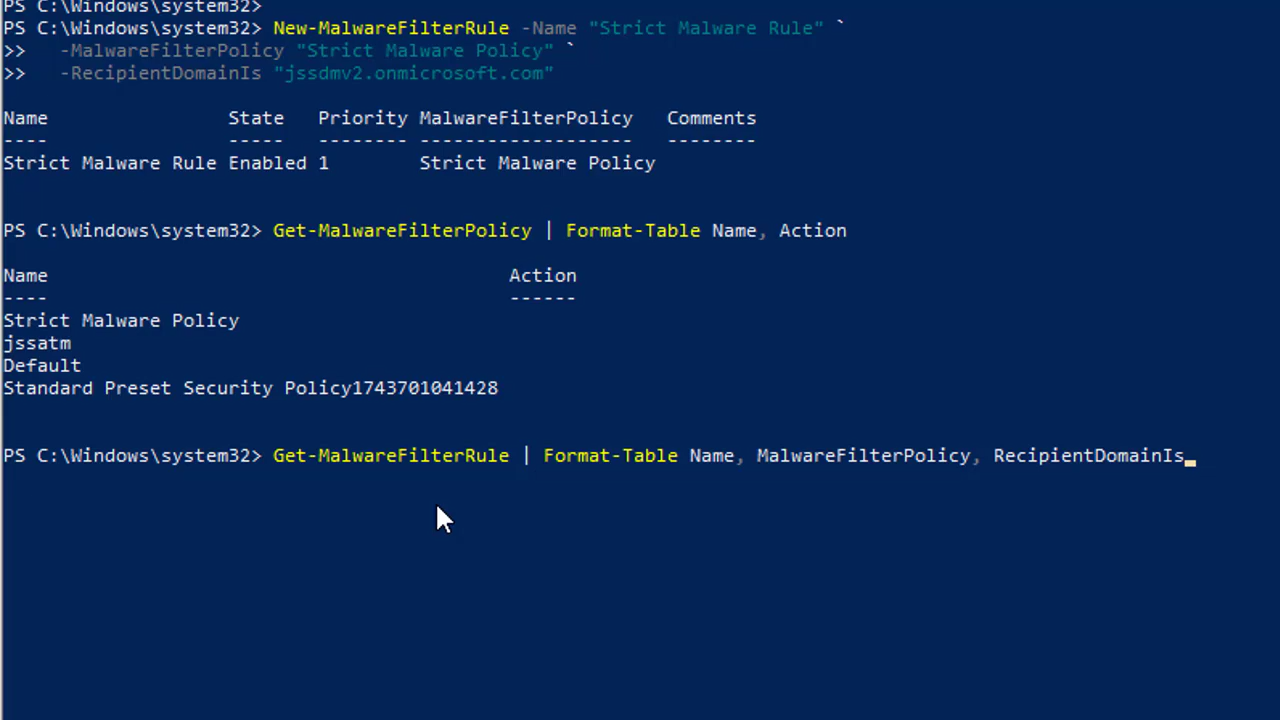 PS C:\Windows\system32>
PS C:\Windows\system32> New-MalwareFilterRule -Name "Strict Malware Rule" `
>>   -MalwareFilterPolicy "Strict Malware Policy" `
>>   -RecipientDomainIs "jssdmv2.onmicrosoft.com"
Name                State   Priority MalwareFilterPolicy   Comments
----                -----   -------- -------------------   --------
Strict Malware Rule Enabled 1        Strict Malware Policy
PS C:\Windows\system32> Get-MalwareFilterPolicy | Format-Table Name, Action
Name                                         Action
----                                         ------
Strict Malware Policy
jssatm
Default
Standard Preset Security Policy1743701041428
PS C:\Windows\system32> Get-MalwareFilterRule | Format-Table Name, MalwareFilterPolicy, RecipientDomainIs